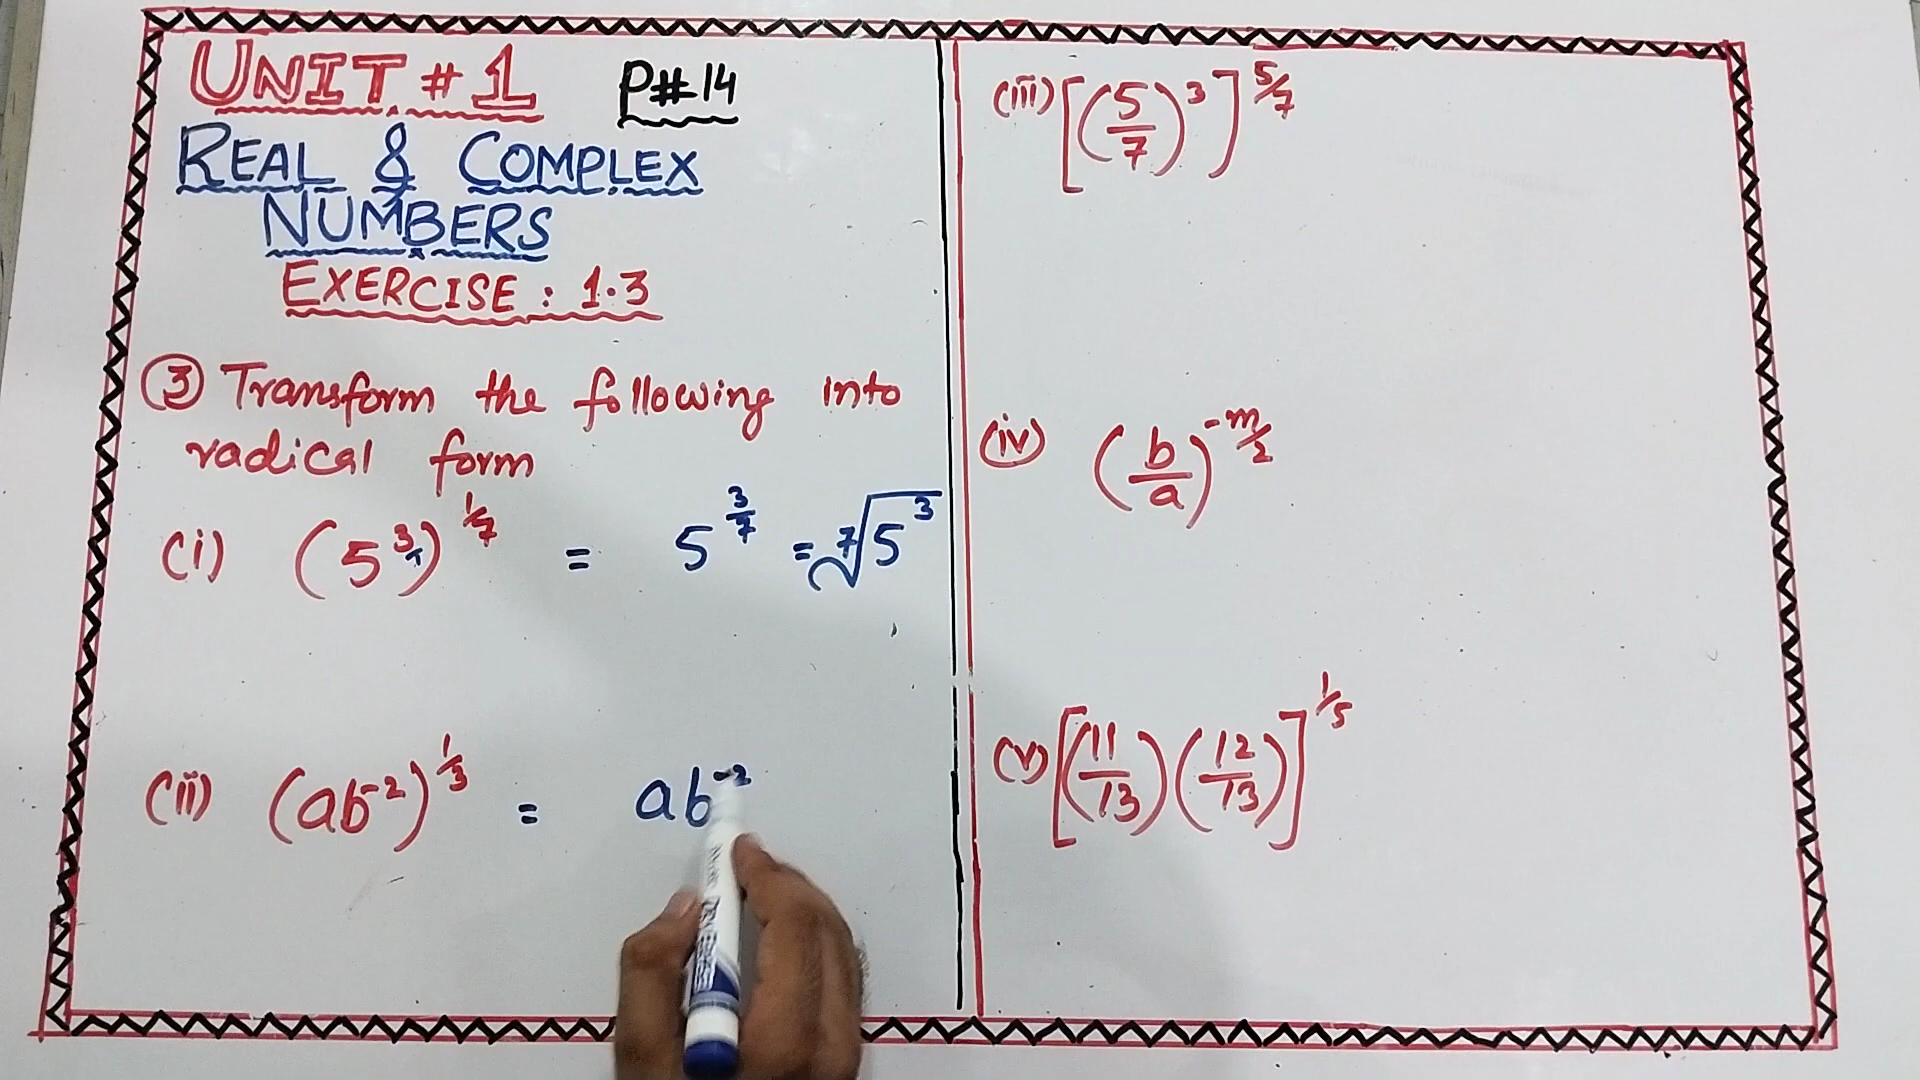 UNIT # 1 P#14
REAL & COMPLEX
NUMBERS
EXERCISE : 1.3
③ Transform the following into
radical form
(i) (5^3/1)^1/7 = 5^3/7 = ⁷√5^3
(ii) (ab^-2)^1/3 = ab^-2
(iii) [(5/7)^3]^5/7
(iv) (b/a)^-m/2
(v) [(11/13)(12/13)]^1/5